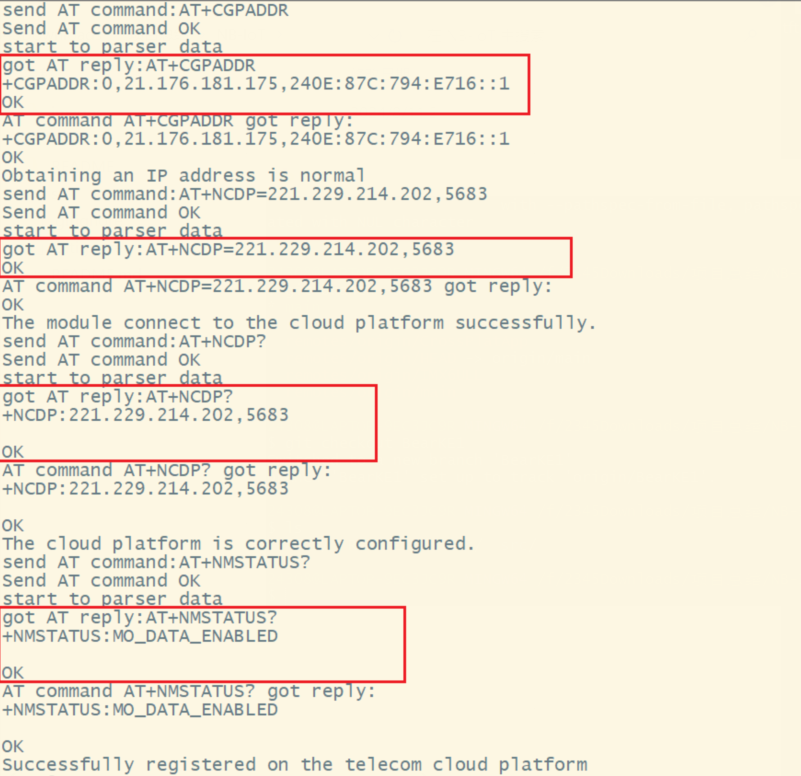 send AT command:AT+CGPADDR
Send AT command OK
start to parser data
got AT reply:AT+CGPADDR
+CGPADDR:0,21.176.181.175,240E:87C:794:E716::1
OK
AT command AT+CGPADDR got reply:
+CGPADDR:0,21.176.181.175,240E:87C:794:E716::1
OK
Obtaining an IP address is normal
send AT command:AT+NCDP=221.229.214.202,5683
Send AT command OK
start to parser data
got AT reply:AT+NCDP=221.229.214.202,5683
OK
AT command AT+NCDP=221.229.214.202,5683 got reply:
OK
The module connect to the cloud platform successfully.
send AT command:AT+NCDP?
Send AT command OK
start to parser data
got AT reply:AT+NCDP?
+NCDP:221.229.214.202,5683
OK
AT command AT+NCDP? got reply:
+NCDP:221.229.214.202,5683
OK
The cloud platform is correctly configured.
send AT command:AT+NMSTATUS?
Send AT command OK
start to parser data
got AT reply:AT+NMSTATUS?
+NMSTATUS:MO_DATA_ENABLED
OK
AT command AT+NMSTATUS? got reply:
+NMSTATUS:MO_DATA_ENABLED
OK
Successfully registered on the telecom cloud platform